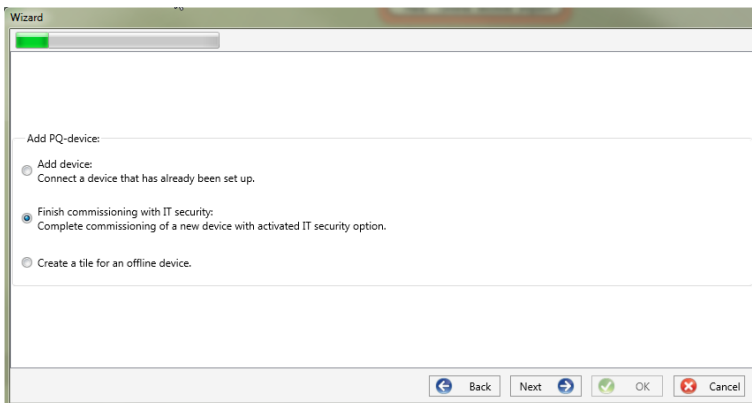 Wizard
Add PQ-device:
Add device:
Connect a device that has already been set up.
Finish commissioning with IT security:
Complete commissioning of a new device with activated IT security option.
Create a tile for an offline device.
Back Next OK Cancel